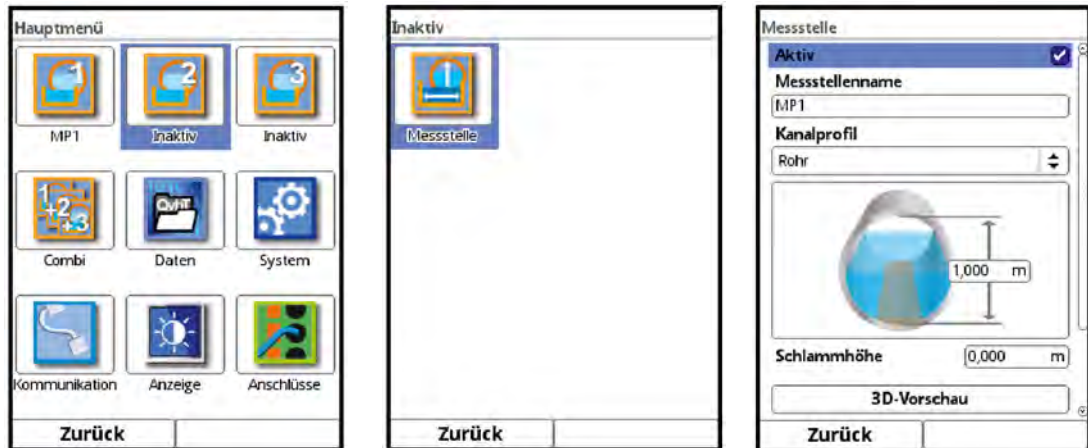 Hauptmenü
1
2
3
MP1
Inaktiv
Inaktiv
1
+2
+3
QvHT
Combi
Daten
System
Kommunikation
Anzeige
Anschlüsse
Zurück
Inaktiv
1
Messstelle
Zurück
Messstelle
Aktiv
Messstellenname
MP1
Kanalprofil
Rohr
1,000 m
Schlammhöhe 0,000 m
3D-Vorschau
Zurück